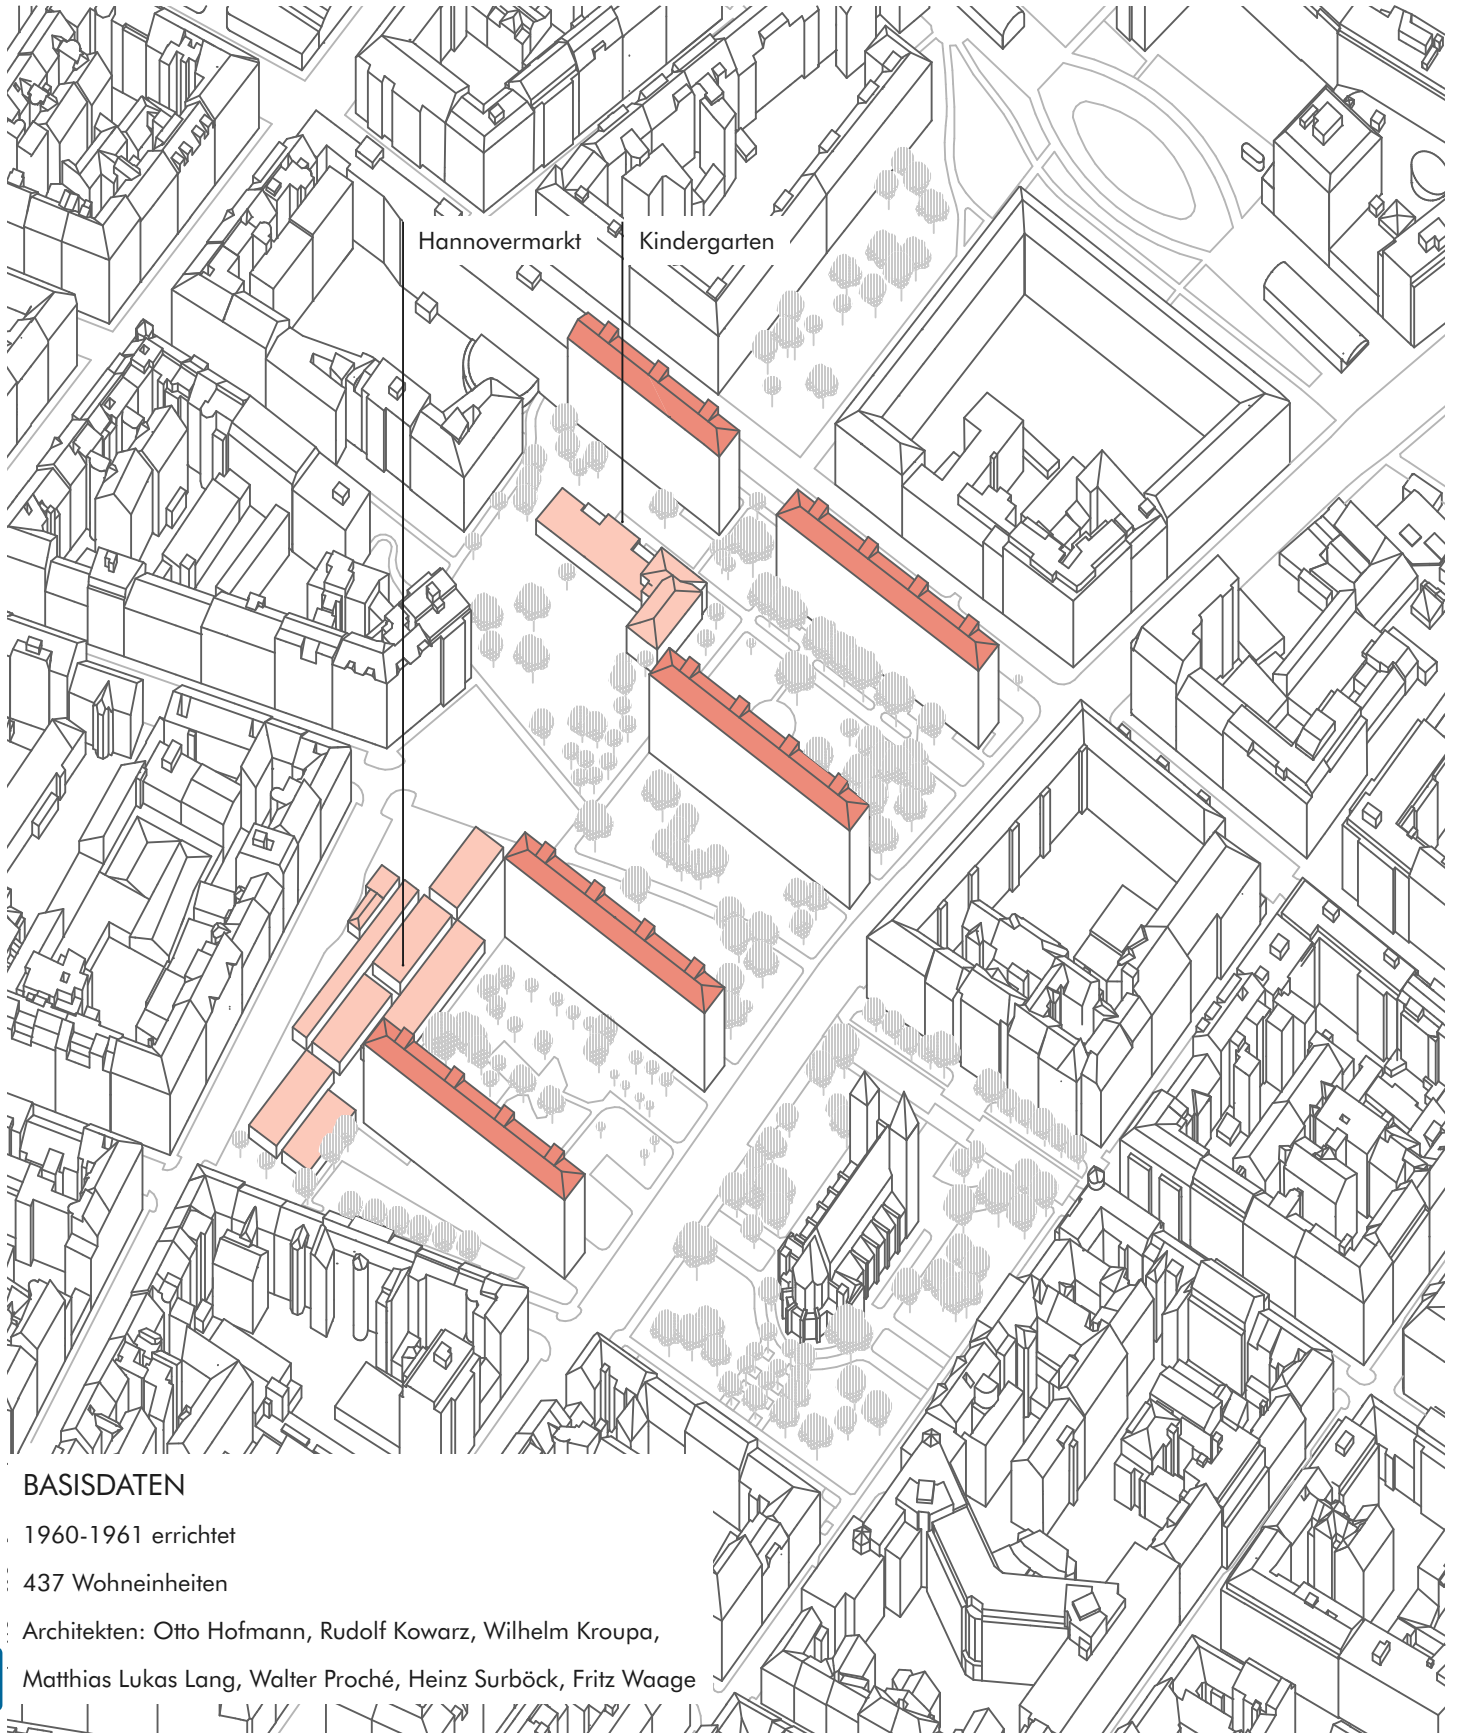 Hannovermarkt
Kindergarten
BASISDATEN
1960-1961 errichtet
437 Wohneinheiten
Architekten: Otto Hofmann, Rudolf Kowarz, Wilhelm Kroupa,
Matthias Lukas Lang, Walter Proché, Heinz Surböck, Fritz Waage